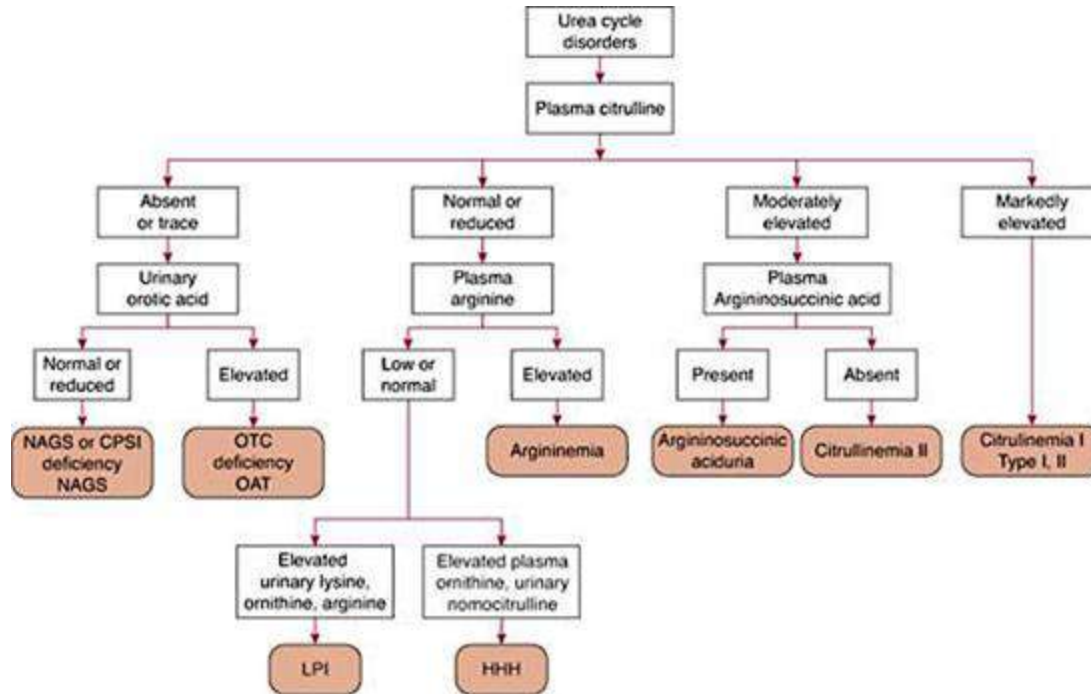 Urea cycle
disorders
Plasma citrulline
Absent
or trace
Normal or
reduced
Moderately
elevated
Markedly
elevated
Urinary
orotic acid
Plasma
arginine
Plasma
Argininosuccinic acid
Normal or
reduced
Elevated
Low or
normal
Elevated
Present
Absent
NAGS or CPSI
deficiency
NAGS
OTC
deficiency
OAT
Argininemia
Argininosuccinic
aciduria
Citrullinemia II
Citrulinemia I
Type I, II
Elevated
urinary lysine,
ornithine, arginine
Elevated plasma
ornithine, urinary
nomocitrulline
LPI
HHH